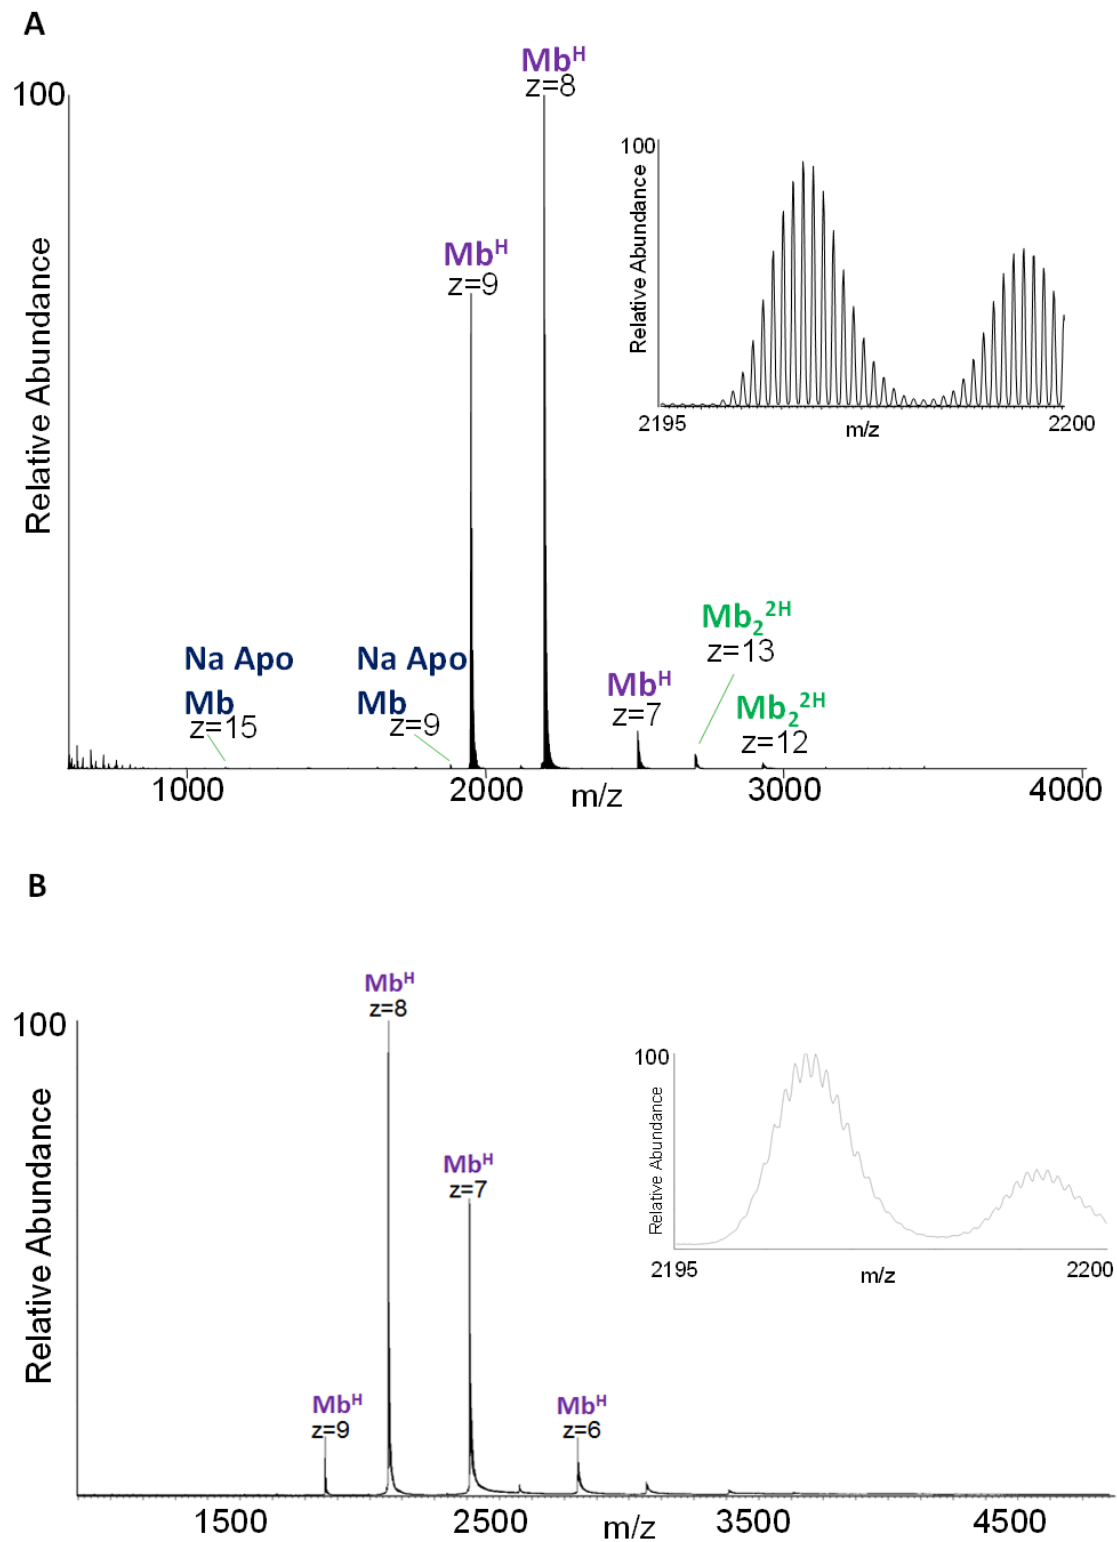 A
Mb^H
z=8
100
Mb^H
z=9
Relative Abundance
100
Relative Abundance
2195
m/z
2200
Mb₂^2H
z=13
Na Apo
Mb
z=15
Na Apo
Mb
z=9
Mb^H
z=7
Mb₂^2H
z=12
1000
2000
m/z
3000
4000
B
Mb^H
z=8
100
Mb^H
z=7
Relative Abundance
100
Relative Abundance
2195
m/z
2200
Mb^H
z=9
Mb^H
z=6
1500
2500
m/z
3500
4500